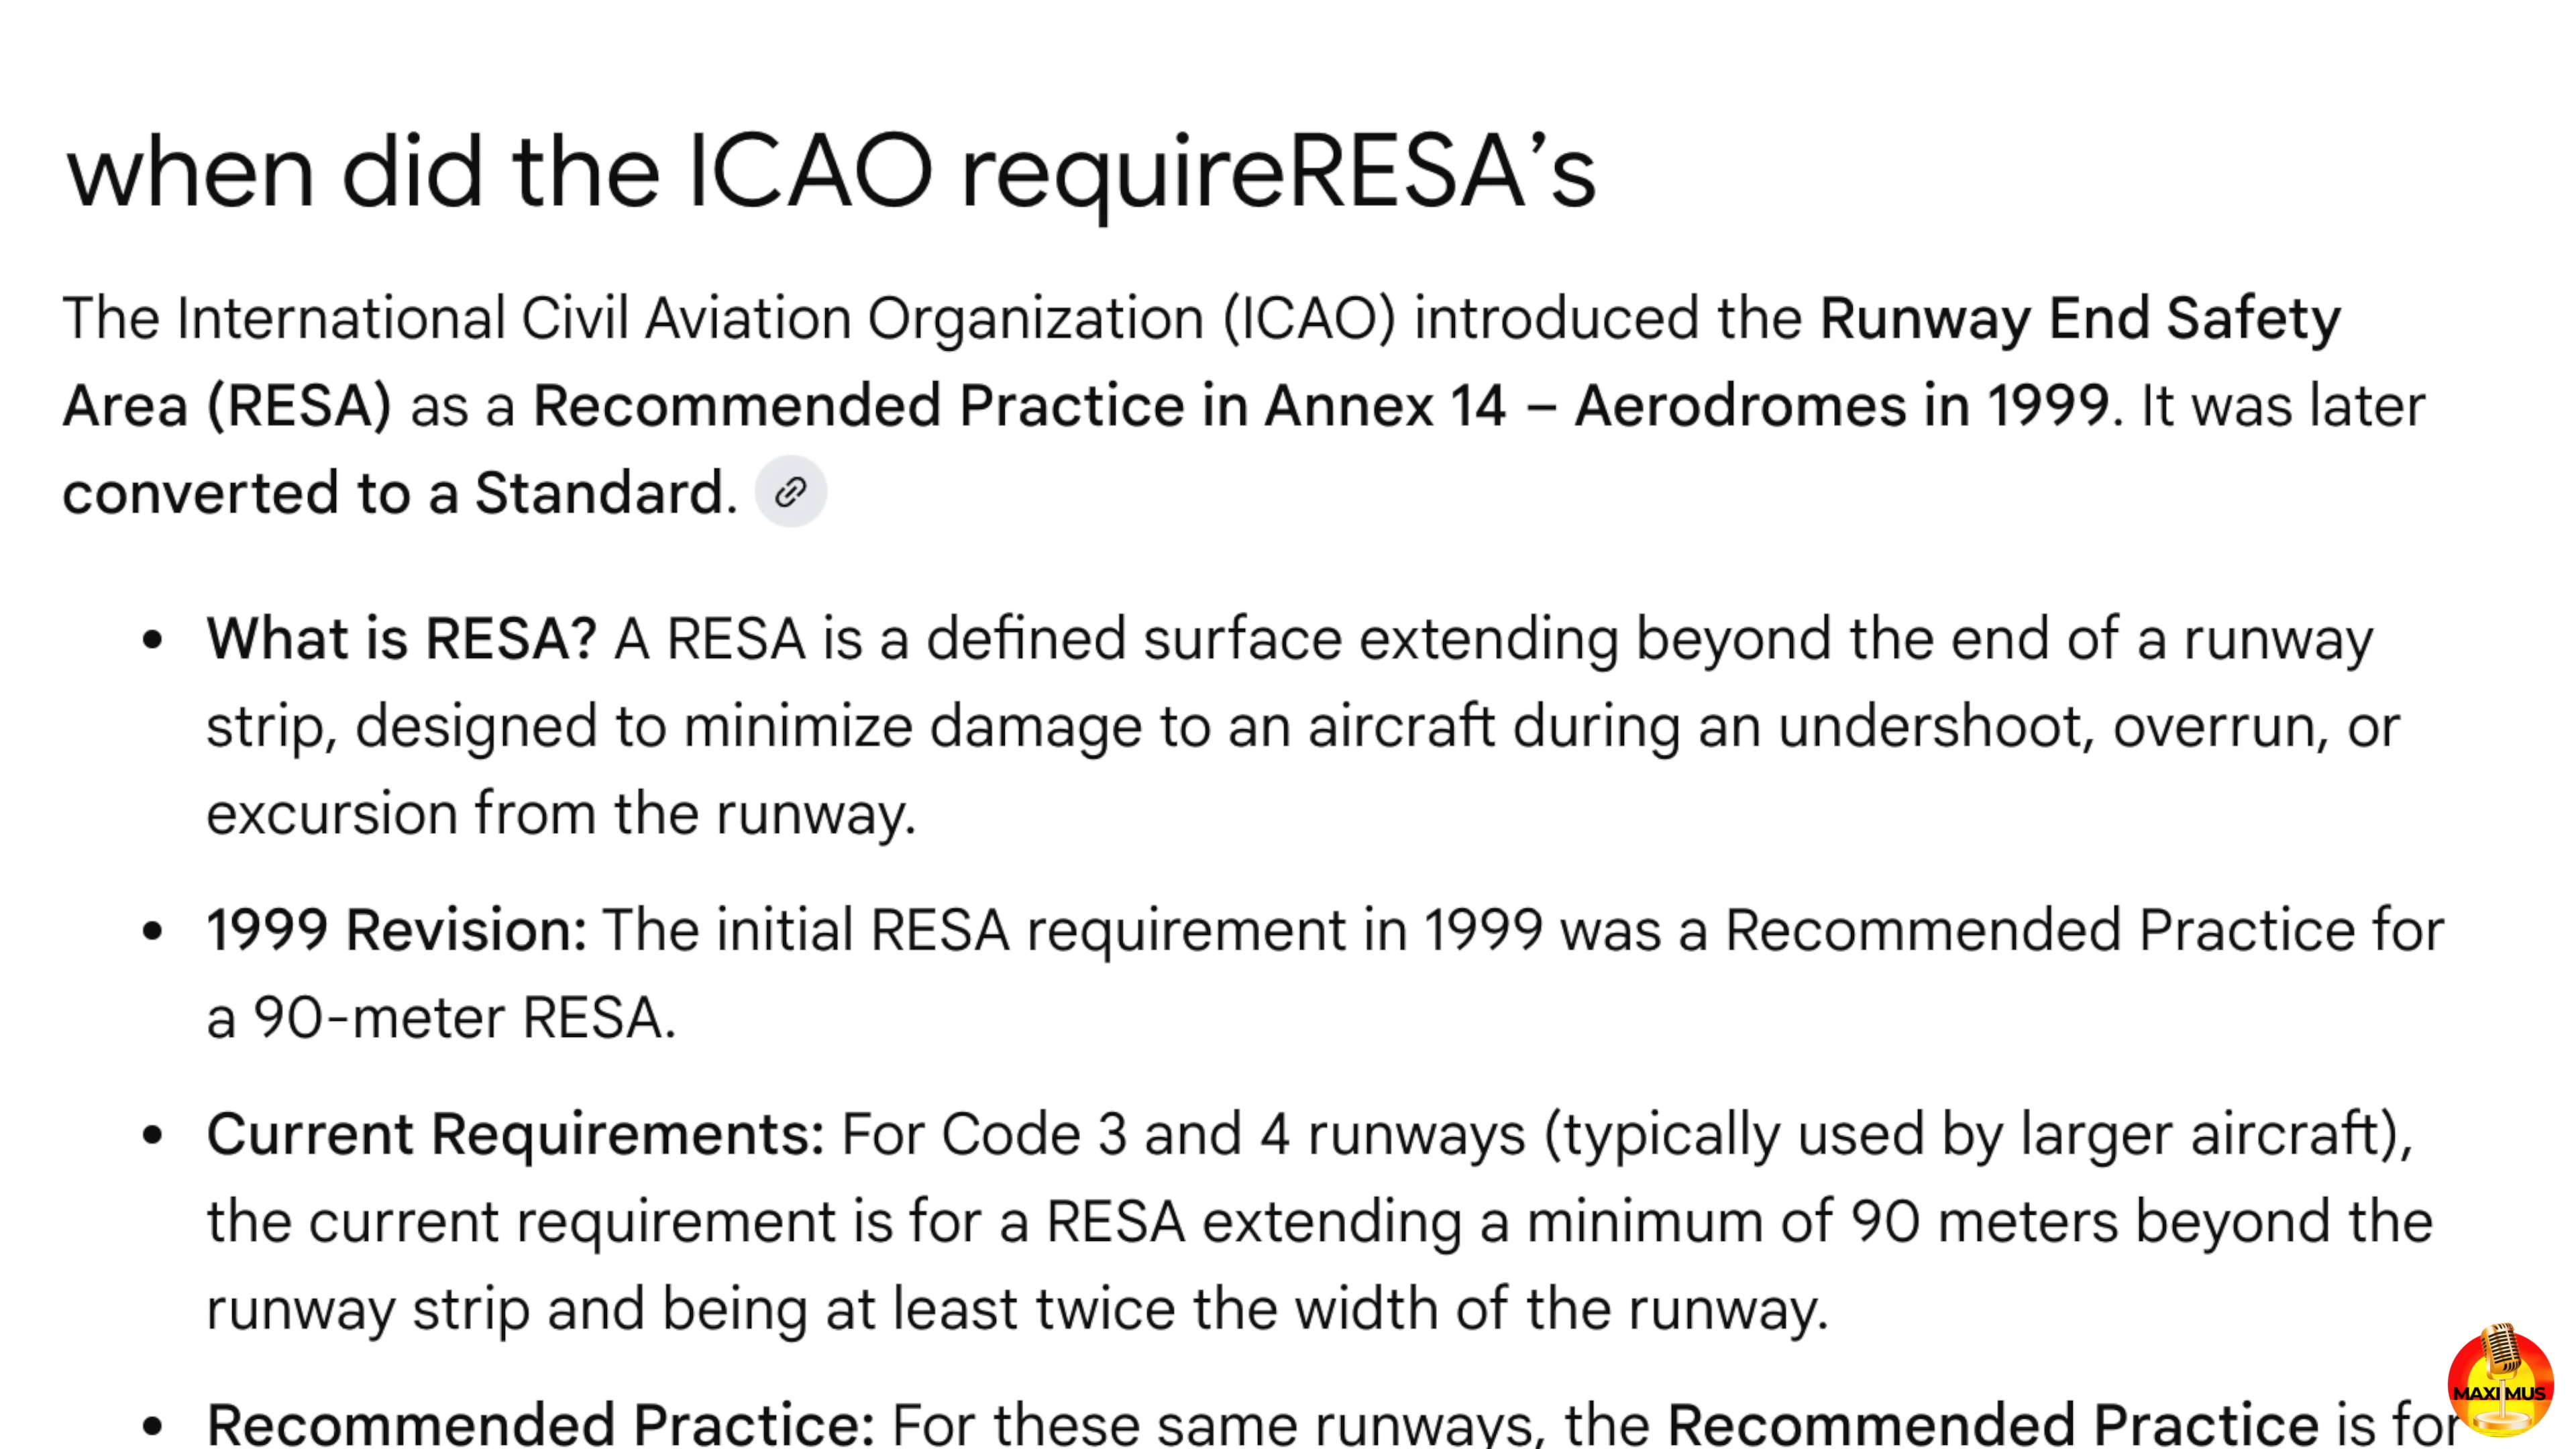 when did the ICAO requireRESA’s
The International Civil Aviation Organization (ICAO) introduced the Runway End Safety
Area (RESA) as a Recommended Practice in Annex 14 – Aerodromes in 1999. It was later
converted to a Standard.
• What is RESA? A RESA is a defined surface extending beyond the end of a runway
strip, designed to minimize damage to an aircraft during an undershoot, overrun, or
excursion from the runway.
• 1999 Revision: The initial RESA requirement in 1999 was a Recommended Practice for
a 90-meter RESA.
• Current Requirements: For Code 3 and 4 runways (typically used by larger aircraft),
the current requirement is for a RESA extending a minimum of 90 meters beyond the
runway strip and being at least twice the width of the runway.
• Recommended Practice: For these same runways, the Recommended Practice is for
MAXIMUS